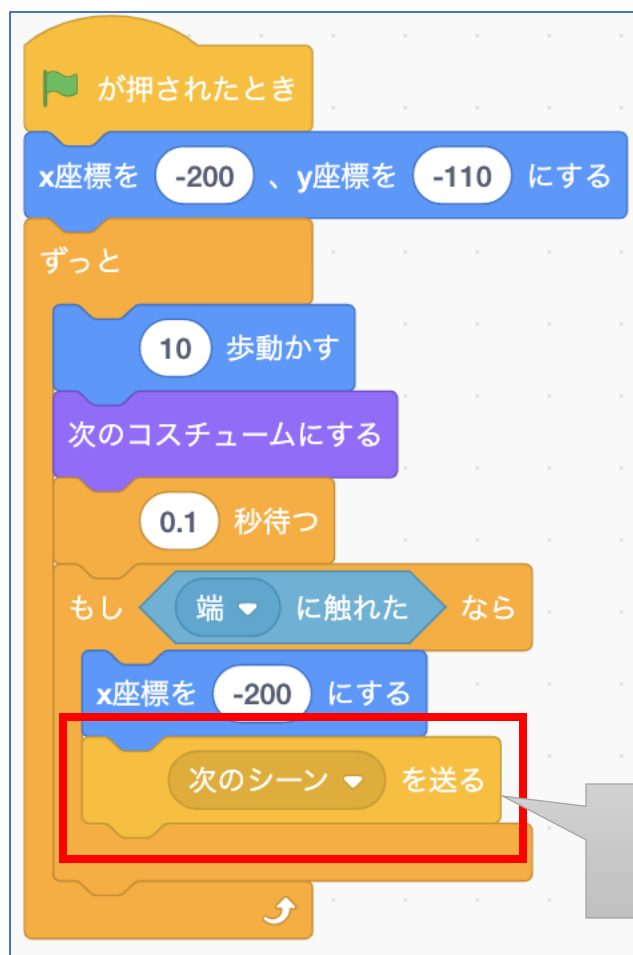 が押されたとき
x座標を -200 、y座標を -110 にする
ずっと
10 歩動かす
次のコスチュームにする
0.1 秒待つ
もし 端 に触れた なら
x座標を -200 にする
次のシーン を送る